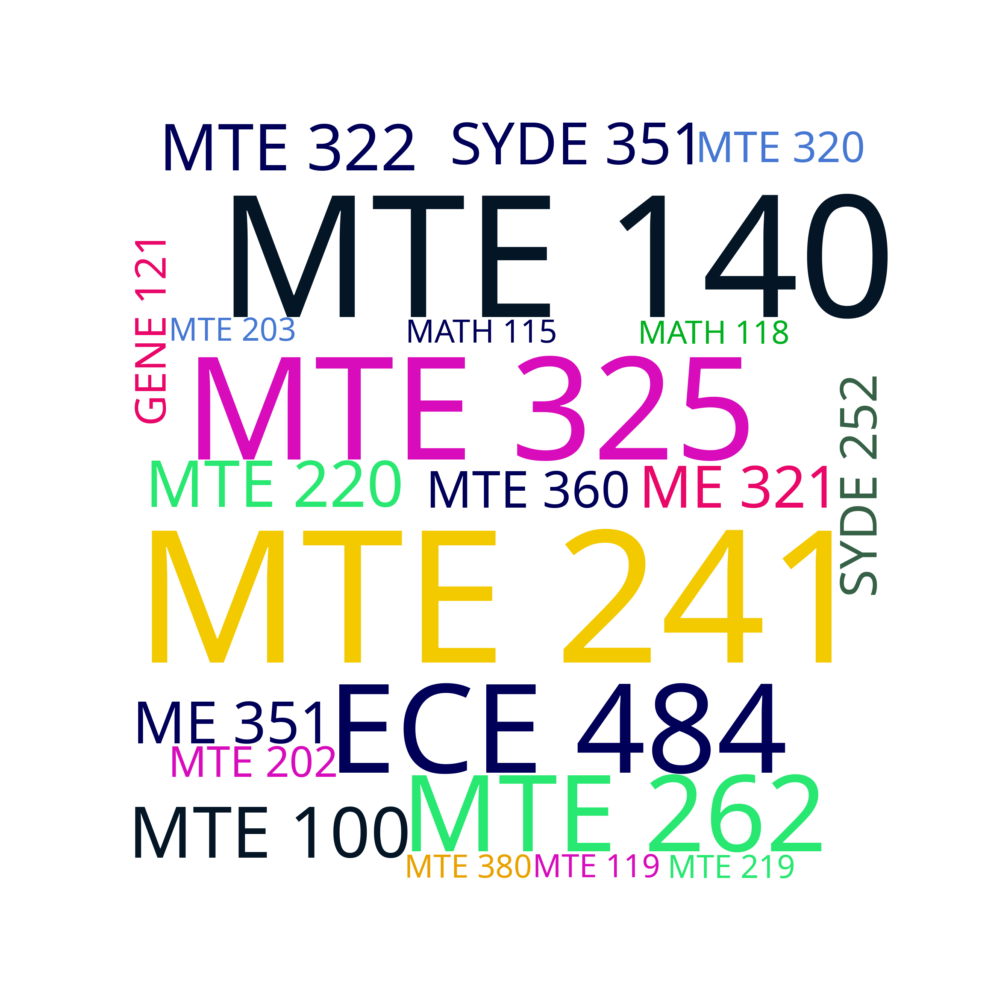 MTE 322
SYDE 351
MTE 320
MTE 140
GENE 121
MTE 203
MATH 115
MATH 118
MTE 325
SYDE 252
MTE 220
MTE 360
ME 321
MTE 241
ECE 484
ME 351
MTE 202
MTE 262
MTE 100
MTE 380
MTE 119
MTE 219